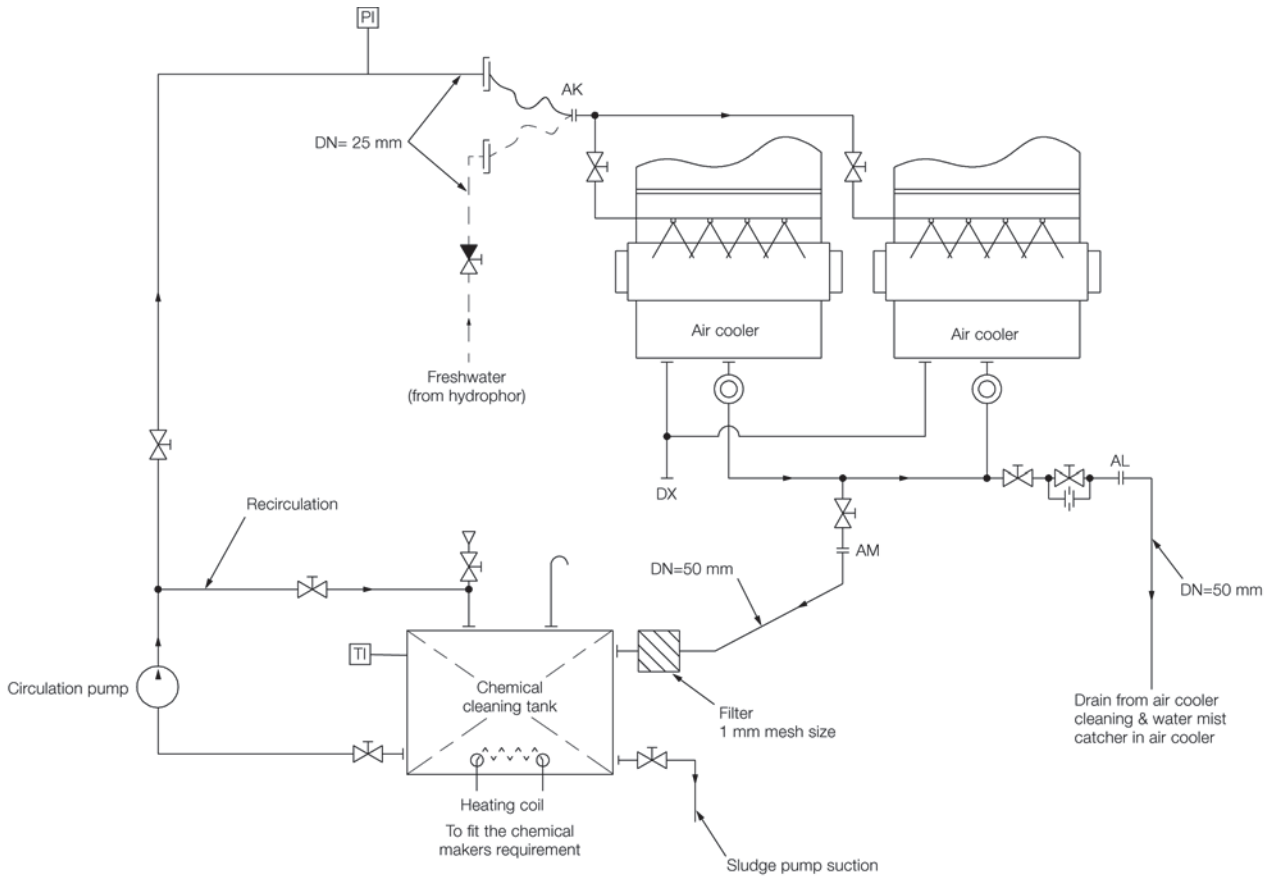 PI
AK
DN= 25 mm
Air cooler
Air cooler
Freshwater
(from hydrophor)
DX
AL
Recirculation
AM
DN=50 mm
DN=50 mm
TI
Circulation pump
Chemical
cleaning tank
Filter
1 mm mesh size
Drain from air cooler
cleaning & water mist
catcher in air cooler
Heating coil
To fit the chemical
makers requirement
Sludge pump suction